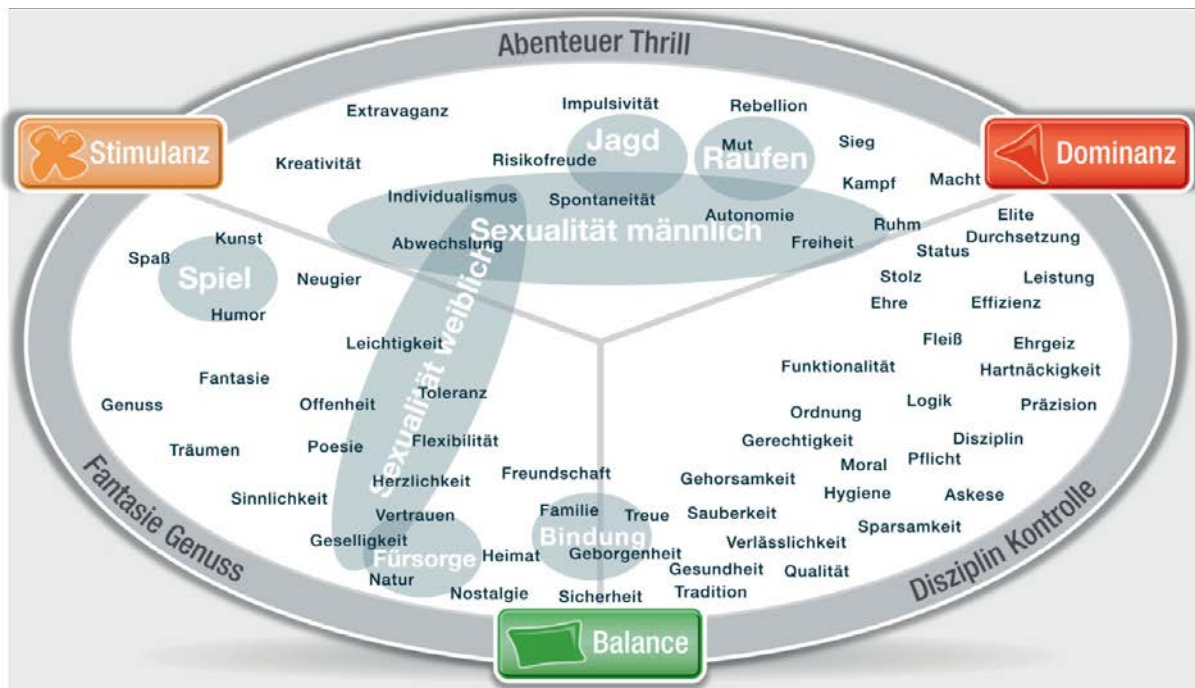 Abenteuer Thrill
Stimulanz
Dominanz
Extravaganz
Impulsivität
Rebellion
Jagd
Mut
Raufen
Sieg
Kreativität
Risikofreude
Kampf
Macht
Individualismus
Spontaneität
Autonomie
Sexualität männlich
Abwechslung
Freiheit
Ruhm
Elite
Durchsetzung
Status
Stolz
Leistung
Ehre
Effizienz
Fleiß
Ehrgeiz
Funktionalität
Hartnäckigkeit
Logik
Präzision
Ordnung
Gerechtigkeit
Disziplin
Moral
Pflicht
Gehorsamkeit
Hygiene
Askese
Sauberkeit
Sparsamkeit
Verlässlichkeit
Gesundheit
Qualität
Tradition
Disziplin Kontrolle
Kunst
Spaß
Spiel
Neugier
Humor
Leichtigkeit
Sexualität weiblich
Fantasie
Toleranz
Genuss
Offenheit
Träumen
Poesie
Flexibilität
Freundschaft
Herzlichkeit
Sinnlichkeit
Vertrauen
Familie
Treue
Geselligkeit
Bindung
Fürsorge
Heimat
Geborgenheit
Natur
Nostalgie
Sicherheit
Fantasie Genuss
Balance